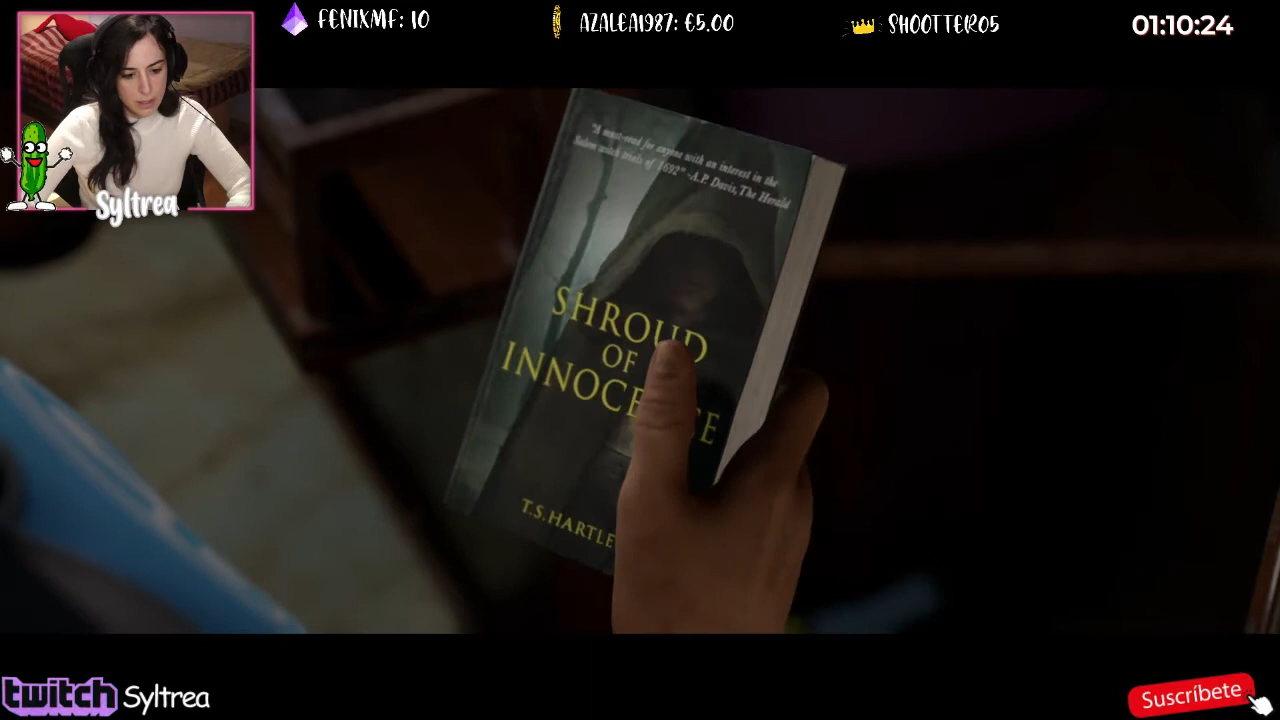 FENIXMF: 10
AZALEA1987: £5.00
SHOOTTER05
01:10:24
Syltrea
"A must-read for anyone with an interest in the
Salem witch trials of 1692" -A.P. Davis, The Herald
SHROUD
OF
INNOCE CE
T.S. HARTLE
twitch Syltrea
Suscríbete